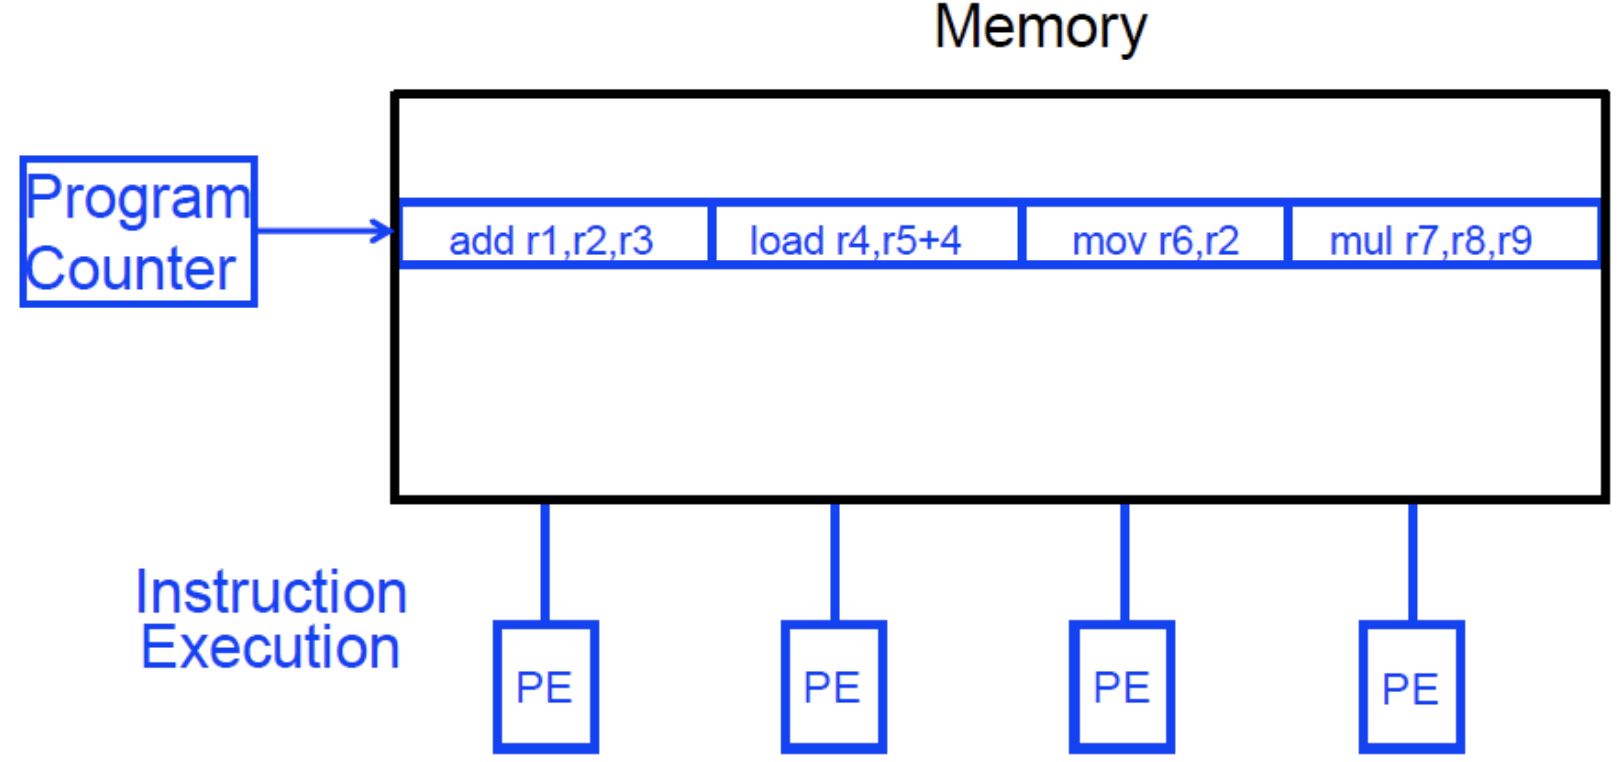 Memory
Program
Counter
add r1,r2,r3
load r4,r5+4
mov r6,r2
mul r7,r8,r9
Instruction
Execution
PE
PE
PE
PE